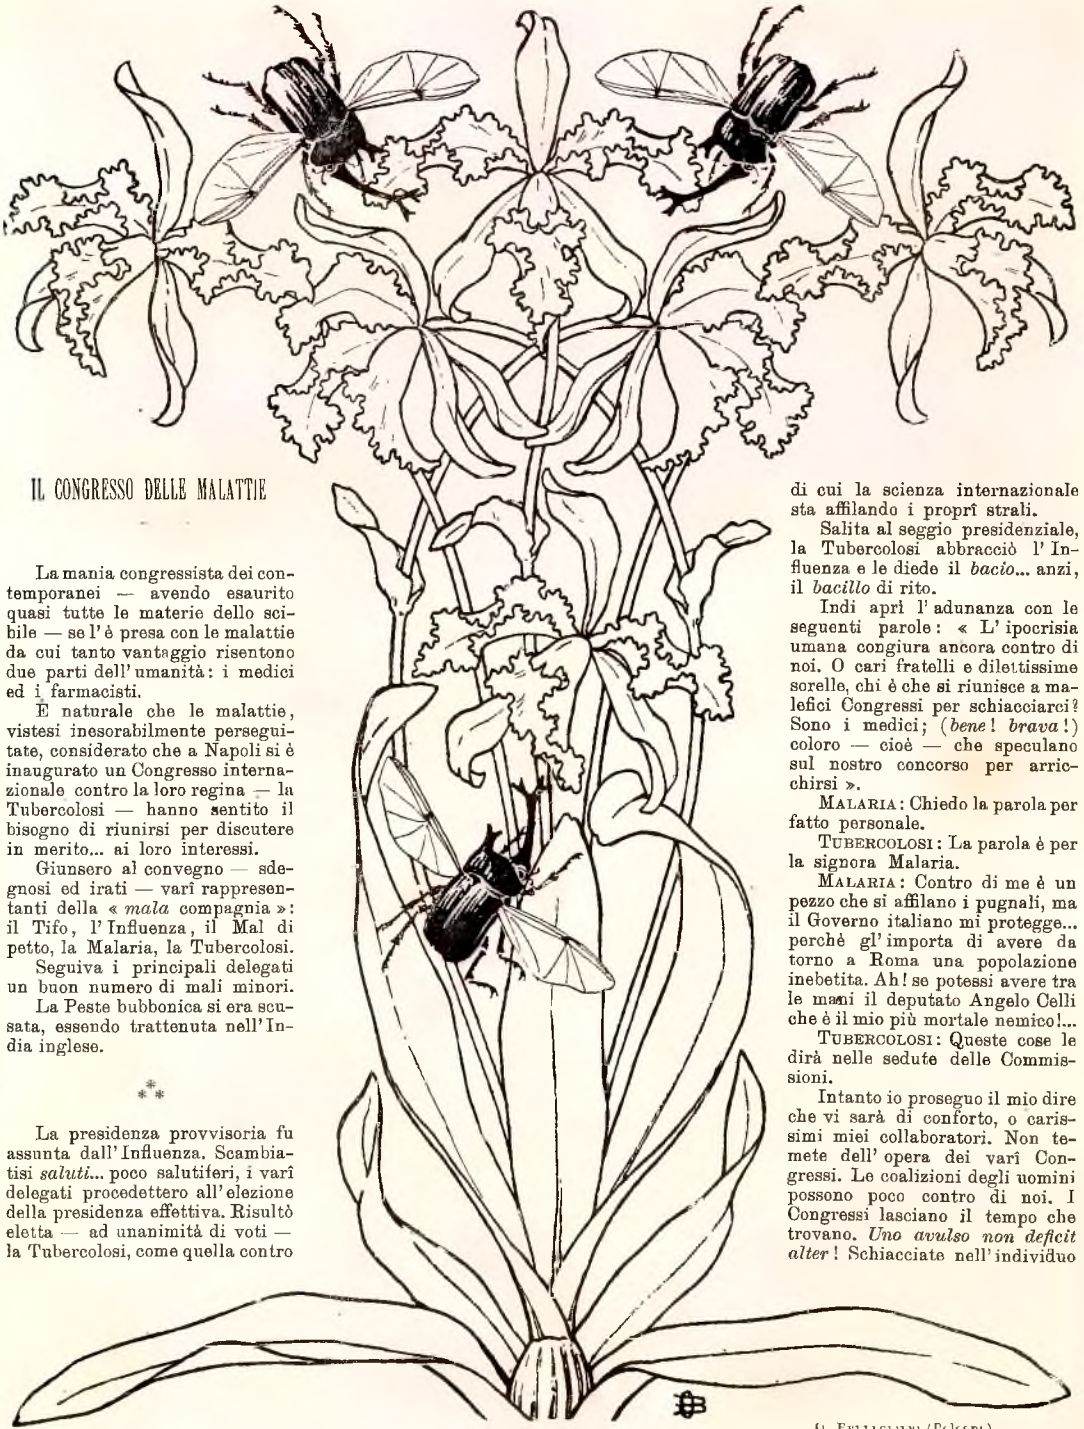 IL CONGRESSO DELLE MALATTIE
La mania congressista dei con-
temporanei — avendo esaurito
quasi tutte le materie dello sci-
bile — se l'è presa con le malattie
da cui tanto vantaggio risentono
due parti dell'umanità: i medici
ed i farmacisti.
È naturale che le malattie,
vistesi inesorabilmente persegui-
tate, considerato che a Napoli si è
inaugurato un Congresso interna-
zionale contro la loro regina — la
Tubercolosi — hanno sentito il
bisogno di riunirsi per discutere
in merito... ai loro interessi.
Giunsero al convegno — sde-
gnosi ed irati — varî rappresen-
tanti della « mala compagnia »:
il Tifo, l'Influenza, il Mal di
petto, la Malaria, la Tubercolosi.
Seguiva i principali delegati
un buon numero di mali minori.
La Peste bubbonica si era scu-
sata, essendo trattenuta nell'In-
dia inglese.
***
La presidenza provvisoria fu
assunta dall'Influenza. Scambia-
tisi saluti... poco salutiferi, i varî
delegati procedettero all'elezione
della presidenza effettiva. Risultò
eletta — ad unanimità di voti —
la Tubercolosi, come quella contro
di cui la scienza internazionale
sta affilando i proprî strali.
Salita al seggio presidenziale,
la Tubercolosi abbracciò l'In-
fluenza e le diede il bacio... anzi,
il bacillo di rito.
Indi aprì l'adunanza con le
seguenti parole: « L'ipocrisia
umana congiura ancora contro di
noi. O cari fratelli e dilettissime
sorelle, chi è che si riunisce a ma-
lefici Congressi per schiacciarci?
Sono i medici; (bene! brava!)
coloro — cioè — che speculano
sul nostro concorso per arric-
chirsi ».
MALARIA: Chiedo la parola per
fatto personale.
TUBERCOLOSI: La parola è per
la signora Malaria.
MALARIA: Contro di me è un
pezzo che si affilano i pugnali, ma
il Governo italiano mi protegge...
perchè gl'importa di avere da
torno a Roma una popolazione
inebetita. Ah! se potessi avere tra
le mani il deputato Angelo Celli
che è il mio più mortale nemico!...
TUBERCOLOSI: Queste cose le
dirà nelle sedute delle Commis-
sioni.
Intanto io proseguo il mio dire
che vi sarà di conforto, o caris-
simi miei collaboratori. Non te-
mete dell'opera dei varî Con-
gressi. Le coalizioni degli uomini
possono poco contro di noi. I
Congressi lasciano il tempo che
trovano. Uno avulso non deficit
alter! Schiacciate nell'individuo